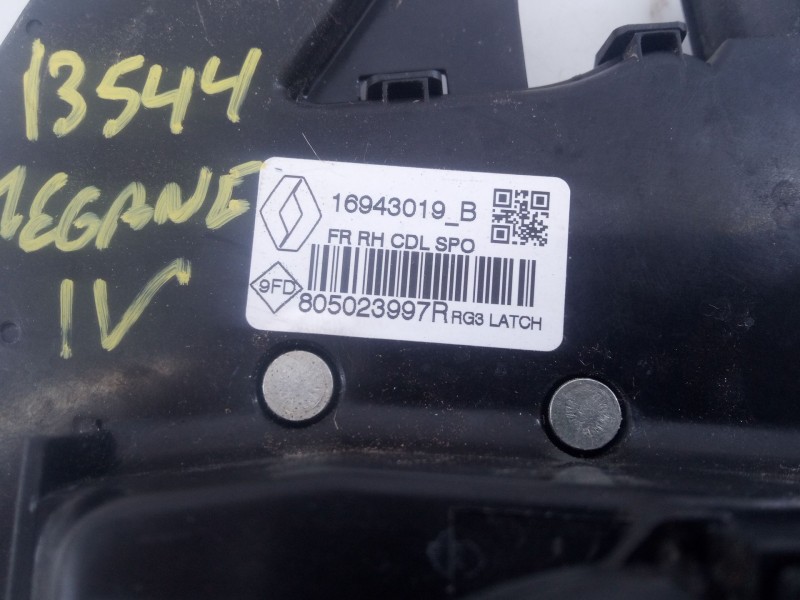 13544
MEGANE
IV
16943019_B
FR RH CDL SPO
9FD
805023997R RG3 LATCH